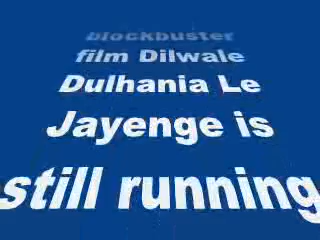 blockbuster
film Dilwale
Dulhania Le
Jayenge is
still running